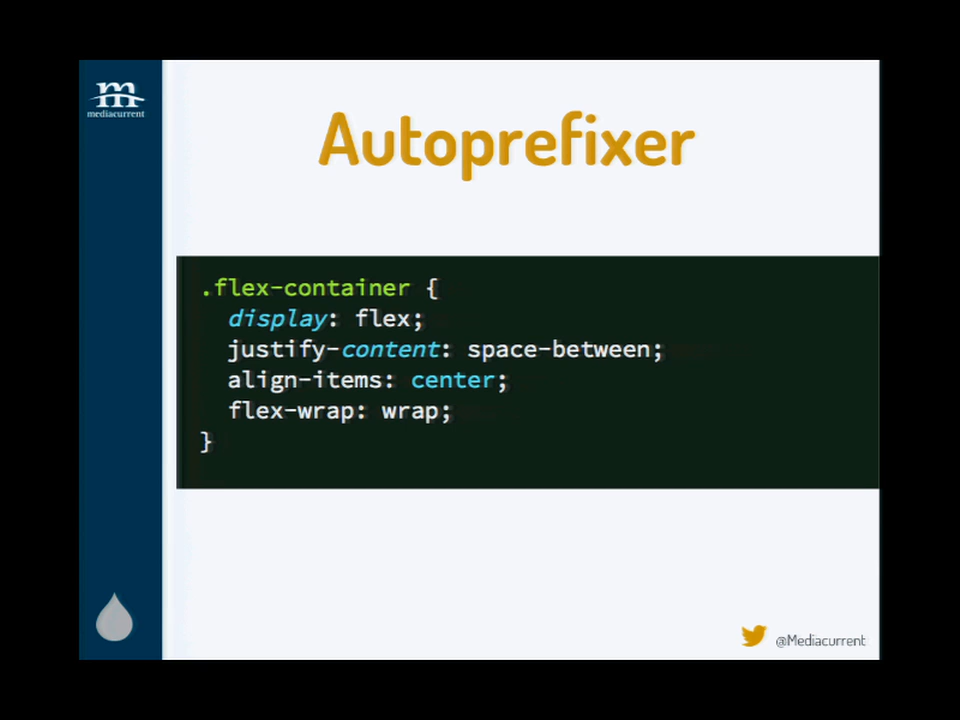 m
mediacurrent
Autoprefixer
.flex-container {
  display: flex;
  justify-content: space-between;
  align-items: center;
  flex-wrap: wrap;
}
@Mediacurrent